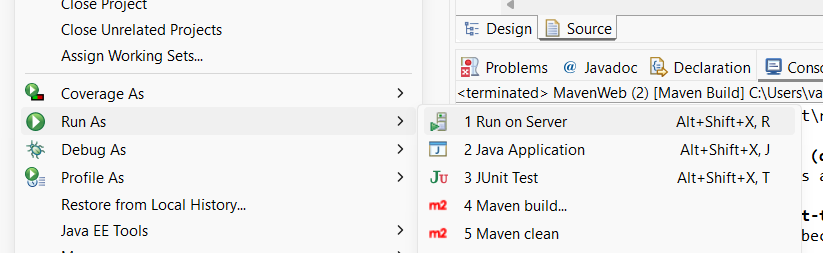 Close Project
Close Unrelated Projects
Assign Working Sets...
Coverage As
Run As
Debug As
Profile As
Restore from Local History...
Java EE Tools
1 Run on Server Alt+Shift+X, R
2 Java Application Alt+Shift+X, J
3 JUnit Test Alt+Shift+X, T
4 Maven build...
5 Maven clean
Design Source
Problems @ Javadoc Declaration Conso
<terminated> MavenWeb (2) [Maven Build] C:\Users\va